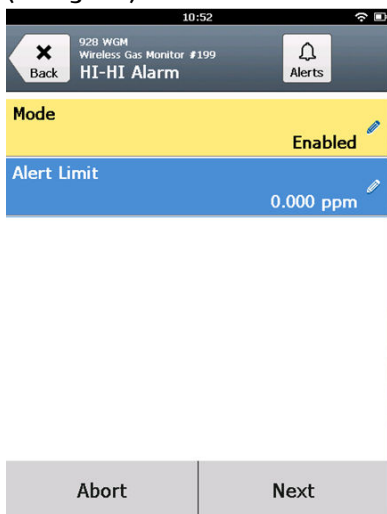 10:52
928 WGM
Wireless Gas Monitor #199
Back
HI-HI Alarm
Alerts
Mode
Enabled
Alert Limit
0.000 ppm
Abort
Next